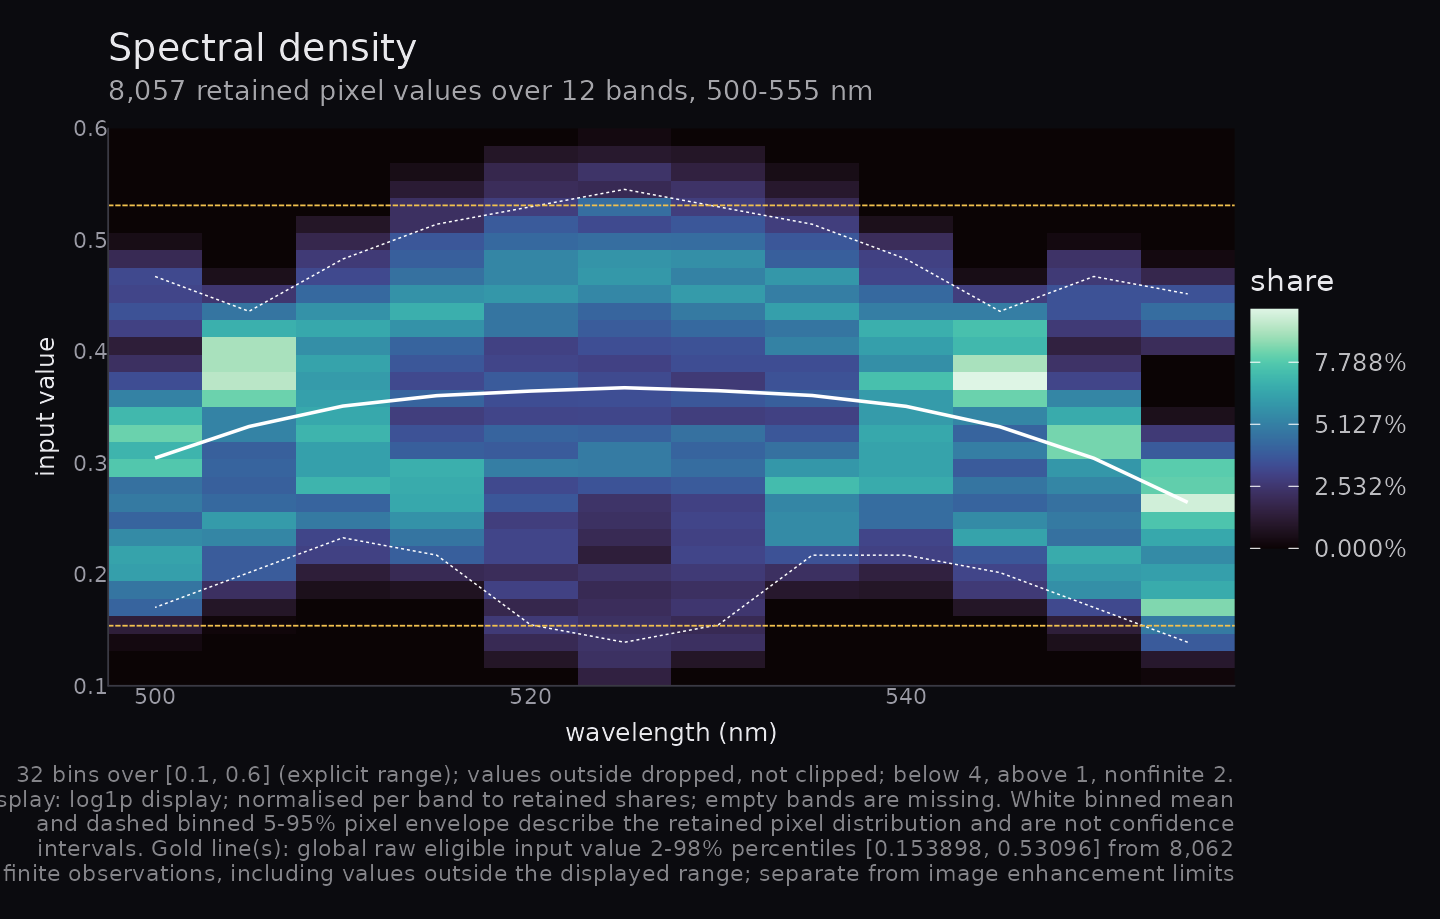 Spectral density
8,057 retained pixel values over 12 bands, 500-555 nm
0.6
0.5
0.4
0.3
0.2
0.1
input value
500
520
540
wavelength (nm)
share
7.788%
5.127%
2.532%
0.000%
32 bins over [0.1, 0.6] (explicit range); values outside dropped, not clipped; below 4, above 1, nonfinite 2.
splay: log1p display; normalised per band to retained shares; empty bands are missing. White binned mean
and dashed binned 5-95% pixel envelope describe the retained pixel distribution and are not confidence
intervals. Gold line(s): global raw eligible input value 2-98% percentiles [0.153898, 0.53096] from 8,062
finite observations, including values outside the displayed range; separate from image enhancement limits